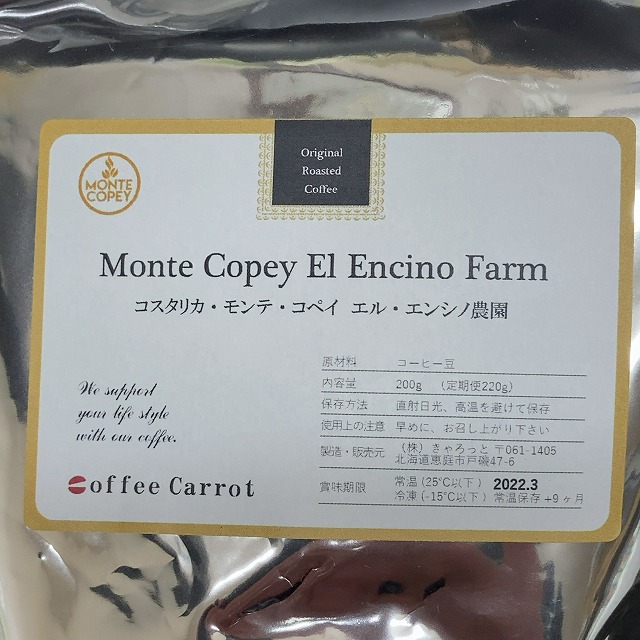 MONTE
COPEY
Original
Roasted
Coffee
Monte Copey El Encino Farm
コスタリカ・モンテ・コペイ エル・エンシノ農園
We support
your life style
with our coffee.
Coffee Carrot
原材料 コーヒー豆
内容量 200g (定期便220g)
保存方法 直射日光、高温を避けて保存
使用上の注意 早めに、お召し上がり下さい
製造・販売元 (株) きゃろっと 〒061-1405
北海道恵庭市戸磯47-6
賞味期限 常温 (25℃以下) 2022.3
冷凍 (-15℃以下) 常温保存+9ヶ月